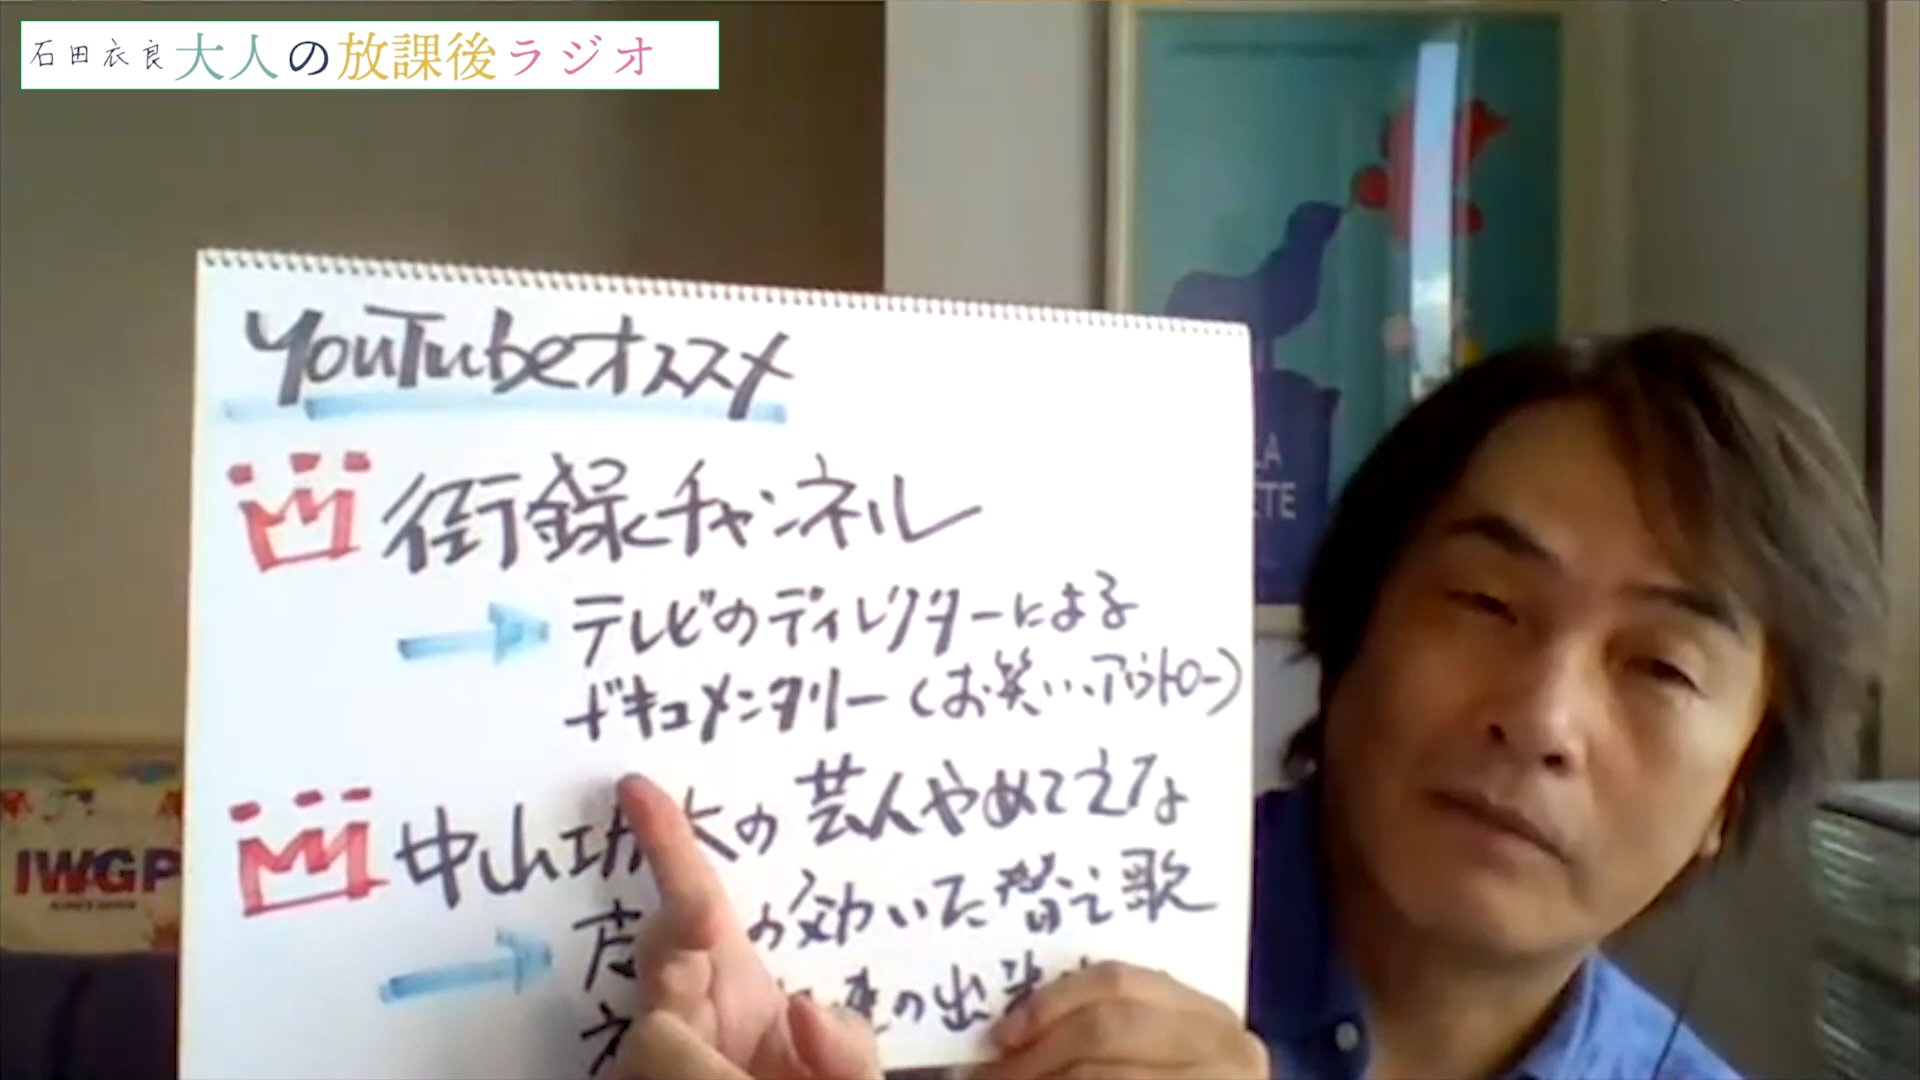 石田衣良 大人の放課後ラジオ
YouTubeオススメ
街録チャンネル
テレビのディレクターによる
ドキュメンタリー(お笑い、アウトロー)
中山功太の芸人やめてえな
の効いた替え歌
の出
LA
ETE
IWGP